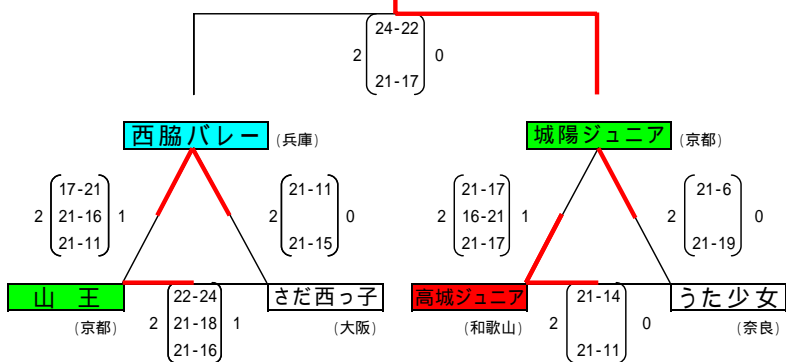 24-22
2 0
21-17
西脇バレー (兵庫)
城陽ジュニア (京都)
17-21
2 21-16 1
21-11
21-11
2 0
21-15
21-17
2 16-21 1
21-17
21-6
2 0
21-19
山 王
(京都)
22-24
2 21-18 1
21-16
さだ西っ子
(大阪)
高城ジュニア
(和歌山)
21-14
2 0
21-11
うた少女
(奈良)